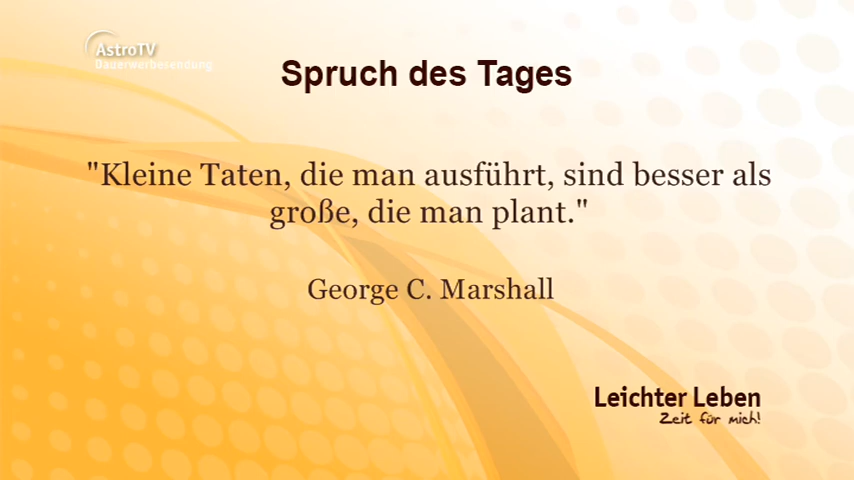 AstroTV
Dauerwerbesendung
Spruch des Tages
"Kleine Taten, die man ausführt, sind besser als
große, die man plant."
George C. Marshall
Leichter Leben
Zeit für mich!